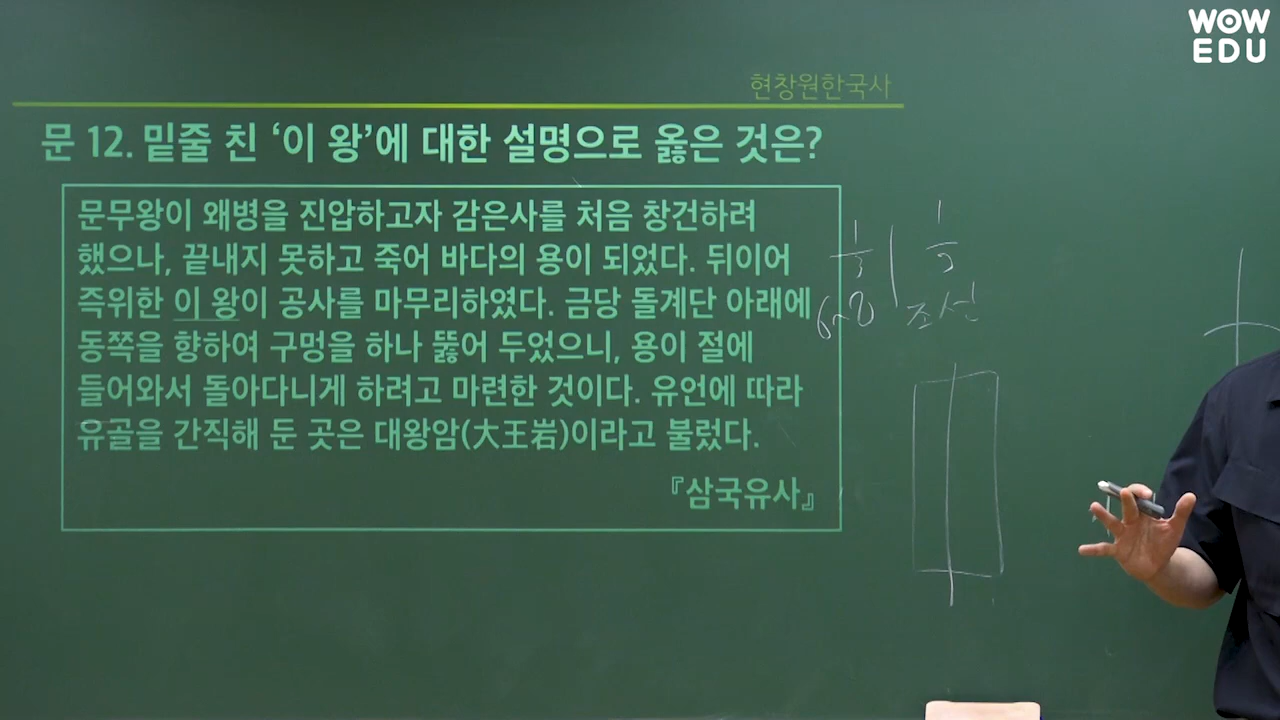 WOW
EDU
현창원한국사
문 12. 밑줄 친 ‘이 왕’에 대한 설명으로 옳은 것은?
문무왕이 왜병을 진압하고자 감은사를 처음 창건하려
했으나, 끝내지 못하고 죽어 바다의 용이 되었다. 뒤이어
즉위한 이 왕이 공사를 마무리하였다. 금당 돌계단 아래에
동쪽을 향하여 구멍을 하나 뚫어 두었으니, 용이 절에
들어와서 돌아다니게 하려고 마련한 것이다. 유언에 따라
유골을 간직해 둔 곳은 대왕암(大王岩)이라고 불렀다.
『삼국유사』
조선